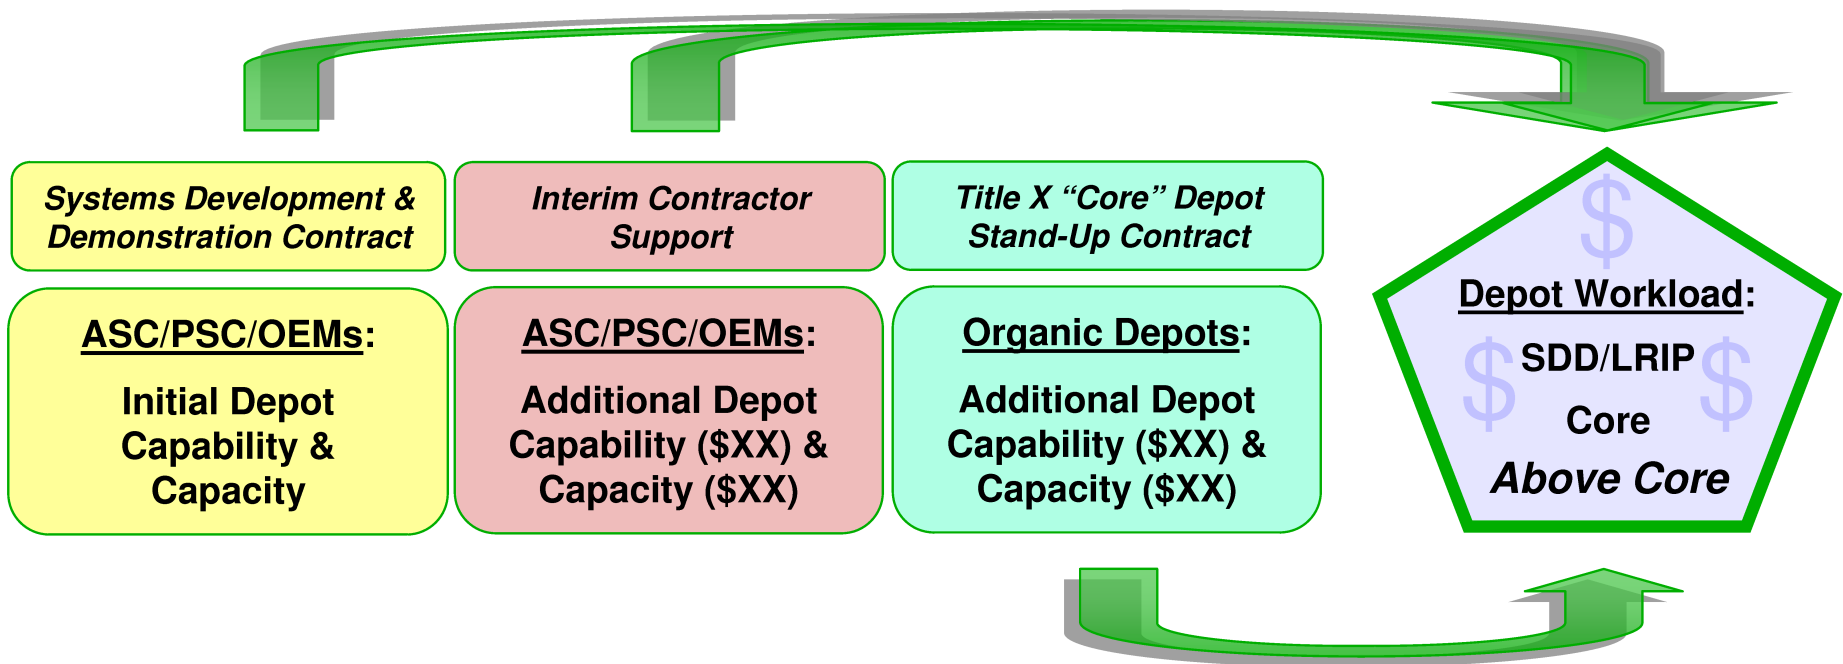 Systems Development &
Demonstration Contract
Interim Contractor
Support
Title X “Core” Depot
Stand-Up Contract
ASC/PSC/OEMs:
Initial Depot
Capability &
Capacity
ASC/PSC/OEMs:
Additional Depot
Capability ($XX) &
Capacity ($XX)
Organic Depots:
Additional Depot
Capability ($XX) &
Capacity ($XX)
$
Depot Workload:
$ SDD/LRIP $
Core
Above Core